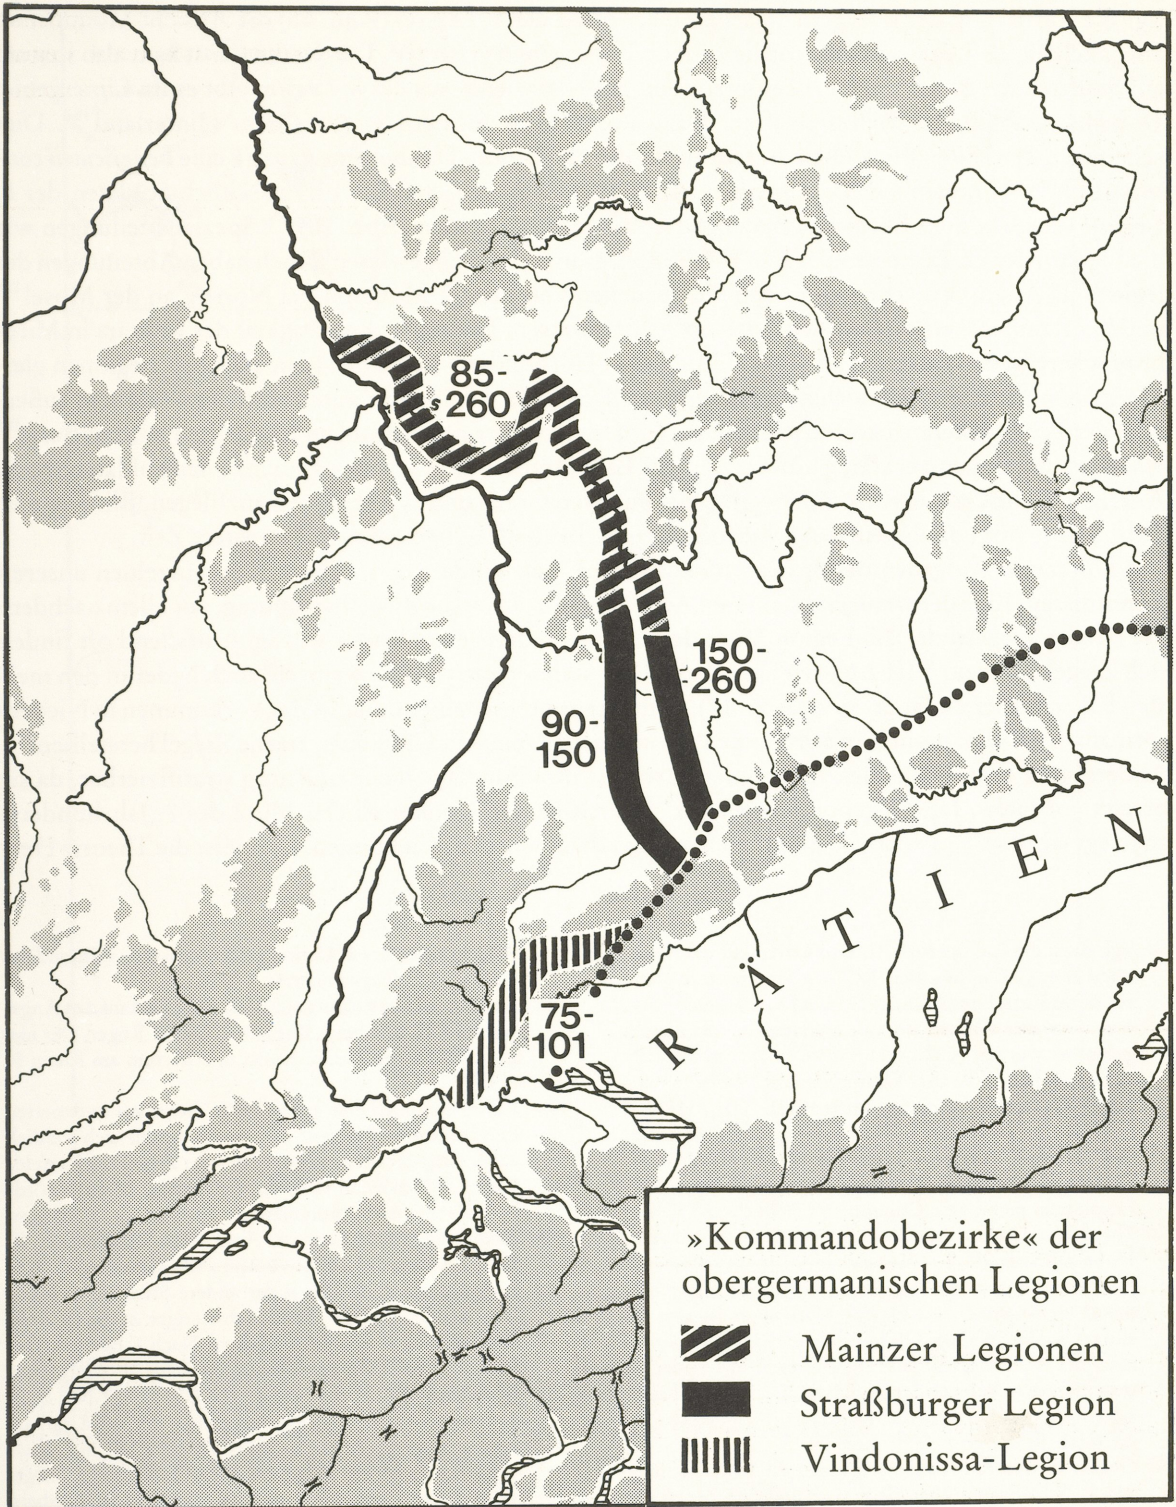 85-
260
150-
260
90-
150
75-
101
RÄTIEN
»Kommandobezirke« der
obergermanischen Legionen
Mainzer Legionen
Straßburger Legion
Vindonissa-Legion